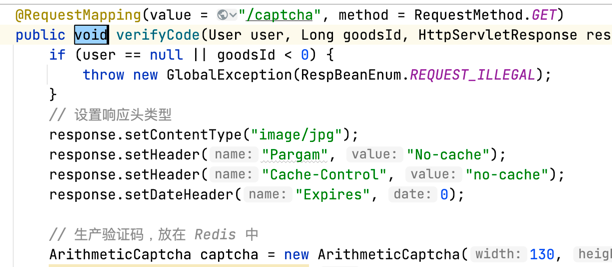 @RequestMapping(value = "/captcha", method = RequestMethod.GET)
public void verifyCode(User user, Long goodsId, HttpServletResponse res
if (user == null || goodsId < 0) {
throw new GlobalException(RespBeanEnum.REQUEST_ILLEGAL);
}
// 设置响应头类型
response.setContentType("image/jpg");
response.setHeader( name: "Pargam", value: "No-cache");
response.setHeader( name: "Cache-Control", value: "no-cache");
response.setDateHeader( name: "Expires", date: 0);
// 生产验证码，放在 Redis 中
ArithmeticCaptcha captcha = new ArithmeticCaptcha( width: 130, heig